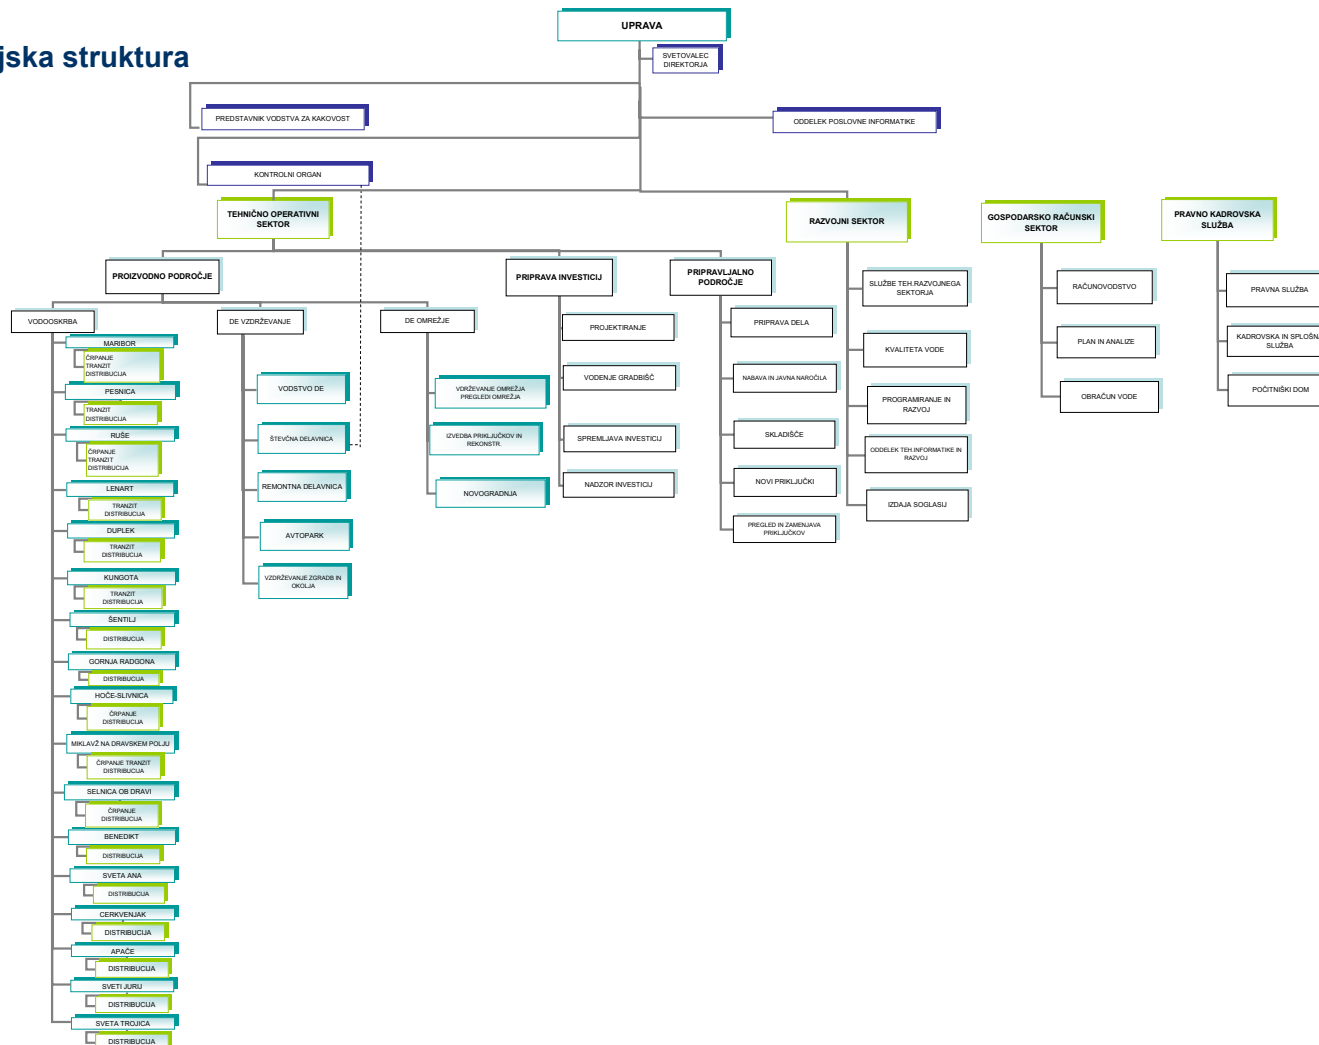 UPRAVA
jska struktura
SVETOVALEC
DIREKTORJA
PREDSTAVNIK VODSTVA ZA KAKOVOST
ODDELEK POSLOVNE INFORMATIKE
KONTROLNI ORGAN
TEHNIČNO OPERATIVNI
SEKTOR
RAZVOJNI SEKTOR
GOSPODARSKO RAČUNSKI
SEKTOR
PRAVNO KADROVSKA
SLUŽBA
PROIZVODNO PODROČJE
PRIPRAVA INVESTICIJ
PRIPRAVLJALNO
PODROČJE
VODOOSKRBA
DE VZDRŽEVANJE
DE OMREŽJE
MARIBOR
ČRPANJE
TRANZIT
DISTRIBUCIJA
PESNICA
TRANZIT
DISTRIBUCIJA
RUŠE
ČRPANJE
TRANZIT
DISTRIBUCIJA
LENART
TRANZIT
DISTRIBUCIJA
DUPLEK
TRANZIT
DISTRIBUCIJA
KUNGOTA
TRANZIT
DISTRIBUCIJA
ŠENTILJ
DISTRIBUCIJA
GORNJA RADGONA
DISTRIBUCIJA
HOČE-SLIVNICA
ČRPANJE
DISTRIBUCIJA
MIKLAVŽ NA DRAVSKEM POLJU
ČRPANJE TRANZIT
DISTRIBUCIJA
SELNICA OB DRAVI
ČRPANJE
DISTRIBUCIJA
BENEDIKT
DISTRIBUCIJA
SVETA ANA
DISTRIBUCIJA
CERKVENJAK
DISTRIBUCIJA
APAČE
DISTRIBUCIJA
SVETI JURIJ
DISTRIBUCIJA
SVETA TROJICA
DISTRIBUCIJA
VODSTVO DE
ŠTEVČNA DELAVNICA
REMONTNA DELAVNICA
AVTOPARK
VZDRŽEVANJE ZGRADB IN
OKOLJA
VDRŽEVANJE OMREŽJA
PREGLEDI OMREŽJA
IZVEDBA PRIKLJUČKOV IN
REKONSTR.
NOVOGRADNJA
PROJEKTIRANJE
VODENJE GRADBIŠČ
SPREMLJAVA INVESTICIJ
NADZOR INVESTICIJ
PRIPRAVA DELA
NABAVA IN JAVNA NAROČILA
SKLADIŠČE
NOVI PRIKLJUČKI
PREGLED IN ZAMENJAVA
PRIKLJUČKOV
SLUŽBE TEH.RAZVOJNEGA
SEKTORJA
KVALITETA VODE
PROGRAMIRANJE IN
RAZVOJ
ODDELEK TEH.INFORMATIKE IN
RAZVOJ
IZDAJA SOGLASIJ
RAČUNOVODSTVO
PLAN IN ANALIZE
OBRAČUN VODE
PRAVNA SLUŽBA
KADROVSKA IN SPLOŠNA
SLUŽBA
POČITNIŠKI DOM